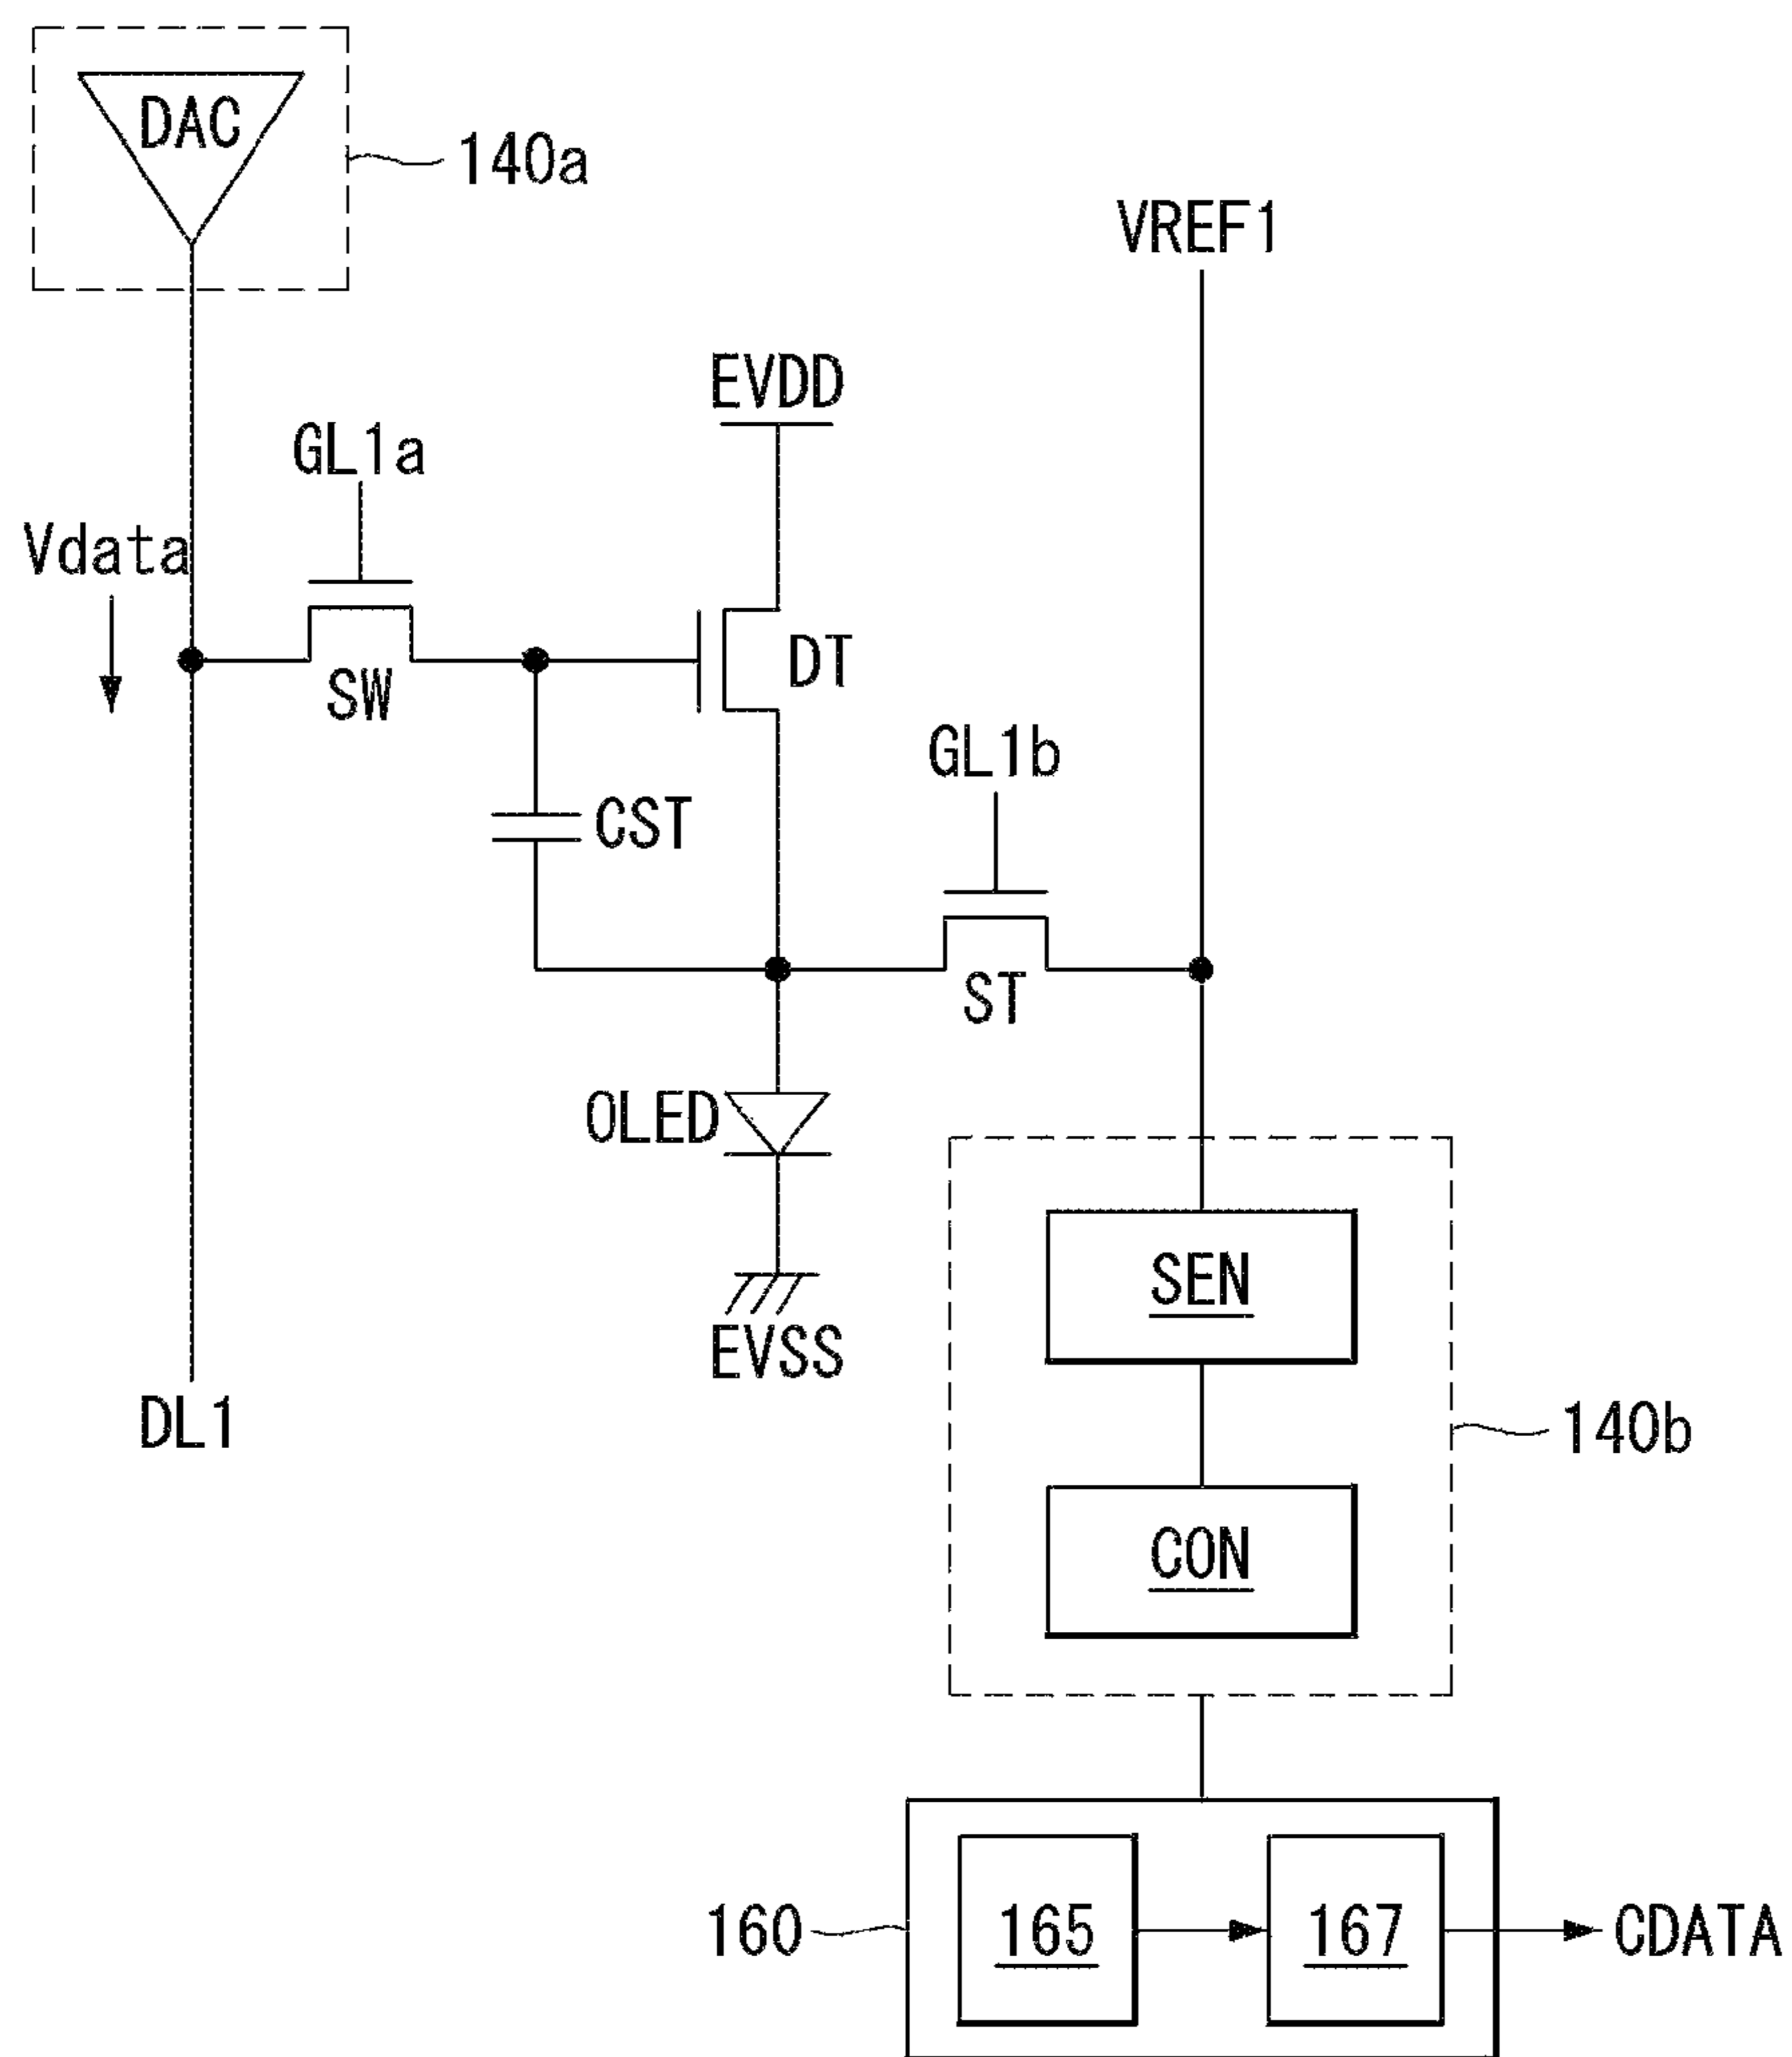 DAC
140a
VREF1
EVDD
GL1a
Vdata
SW
DT
GL1b
CST
ST
OLED
SEN
EVSS
DL1
140b
CON
160
165
167
CDATA